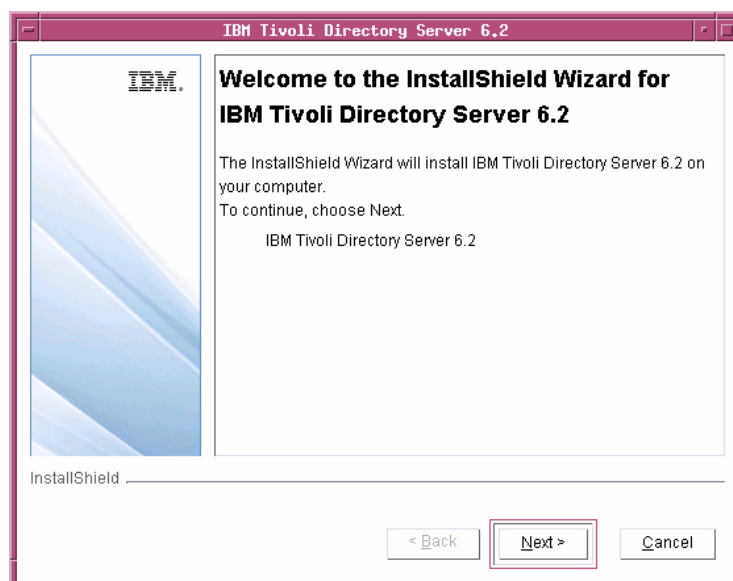 IBM Tivoli Directory Server 6.2
IBM.
Welcome to the InstallShield Wizard for
IBM Tivoli Directory Server 6.2
The InstallShield Wizard will install IBM Tivoli Directory Server 6.2 on
your computer.
To continue, choose Next.
IBM Tivoli Directory Server 6.2
InstallShield
< Back
Next >
Cancel